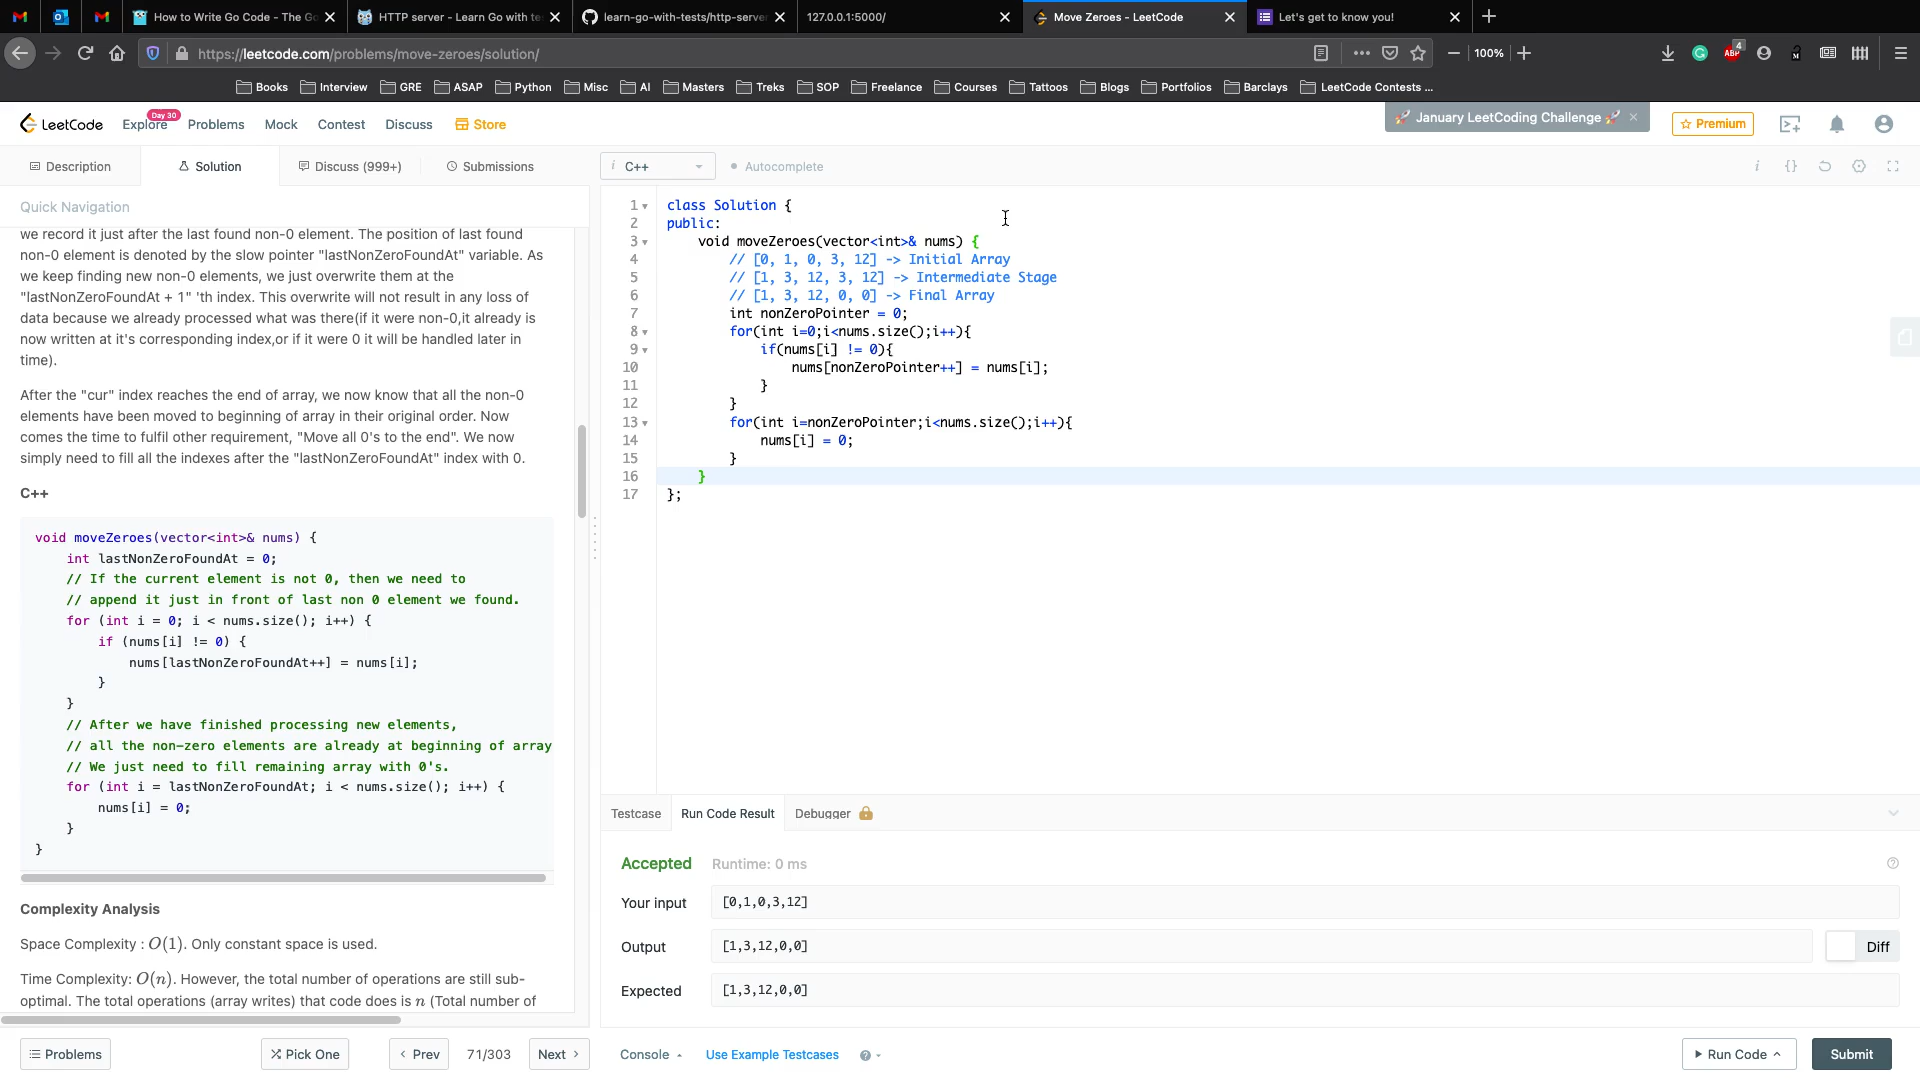 How to Write Go Code - The Go
HTTP server - Learn Go with te
learn-go-with-tests/http-serve
127.0.0.1:5000/
Move Zeroes - LeetCode
Let's get to know you!
https://leetcode.com/problems/move-zeroes/solution/
100%
ABP
4
Books
Interview
GRE
ASAP
Python
Misc
AI
Masters
Treks
SOP
Freelance
Courses
Tattoos
Blogs
Portfolios
Barclays
LeetCode Contests ...
LeetCode
Explore
Day 30
Problems
Mock
Contest
Discuss
Store
🚀 January LeetCoding Challenge 🚀 ×
Premium
Description
Solution
Discuss (999+)
Submissions
i C++
Autocomplete
Quick Navigation
we record it just after the last found non-0 element. The position of last found
non-0 element is denoted by the slow pointer "lastNonZeroFoundAt" variable. As
we keep finding new non-0 elements, we just overwrite them at the
"lastNonZeroFoundAt + 1" 'th index. This overwrite will not result in any loss of
data because we already processed what was there(if it were non-0,it already is
now written at it's corresponding index,or if it were 0 it will be handled later in
time).
After the "cur" index reaches the end of array, we now know that all the non-0
elements have been moved to beginning of array in their original order. Now
comes the time to fulfil other requirement, "Move all 0's to the end". We now
simply need to fill all the indexes after the "lastNonZeroFoundAt" index with 0.
C++
void moveZeroes(vector<int>& nums) {
int lastNonZeroFoundAt = 0;
// If the current element is not 0, then we need to
// append it just in front of last non 0 element we found.
for (int i = 0; i < nums.size(); i++) {
if (nums[i] != 0) {
nums[lastNonZeroFoundAt++] = nums[i];
}
}
// After we have finished processing new elements,
// all the non-zero elements are already at beginning of array
// We just need to fill remaining array with 0's.
for (int i = lastNonZeroFoundAt; i < nums.size(); i++) {
nums[i] = 0;
}
}
Complexity Analysis
Space Complexity : O(1). Only constant space is used.
Time Complexity: O(n). However, the total number of operations are still sub-
optimal. The total operations (array writes) that code does is n (Total number of
1 class Solution {
2 public:
3 void moveZeroes(vector<int>& nums) {
4 // [0, 1, 0, 3, 12] -> Initial Array
5 // [1, 3, 12, 3, 12] -> Intermediate Stage
6 // [1, 3, 12, 0, 0] -> Final Array
7 int nonZeroPointer = 0;
8 for(int i=0;i<nums.size();i++){
9 if(nums[i] != 0){
10 nums[nonZeroPointer++] = nums[i];
11 }
12 }
13 for(int i=nonZeroPointer;i<nums.size();i++){
14 nums[i] = 0;
15 }
16 }
17 };
Testcase
Run Code Result
Debugger
Accepted Runtime: 0 ms
Your input [0,1,0,3,12]
Output [1,3,12,0,0]
Diff
Expected [1,3,12,0,0]
Problems
Pick One
Prev
71/303
Next
Console
Use Example Testcases
Run Code
Submit